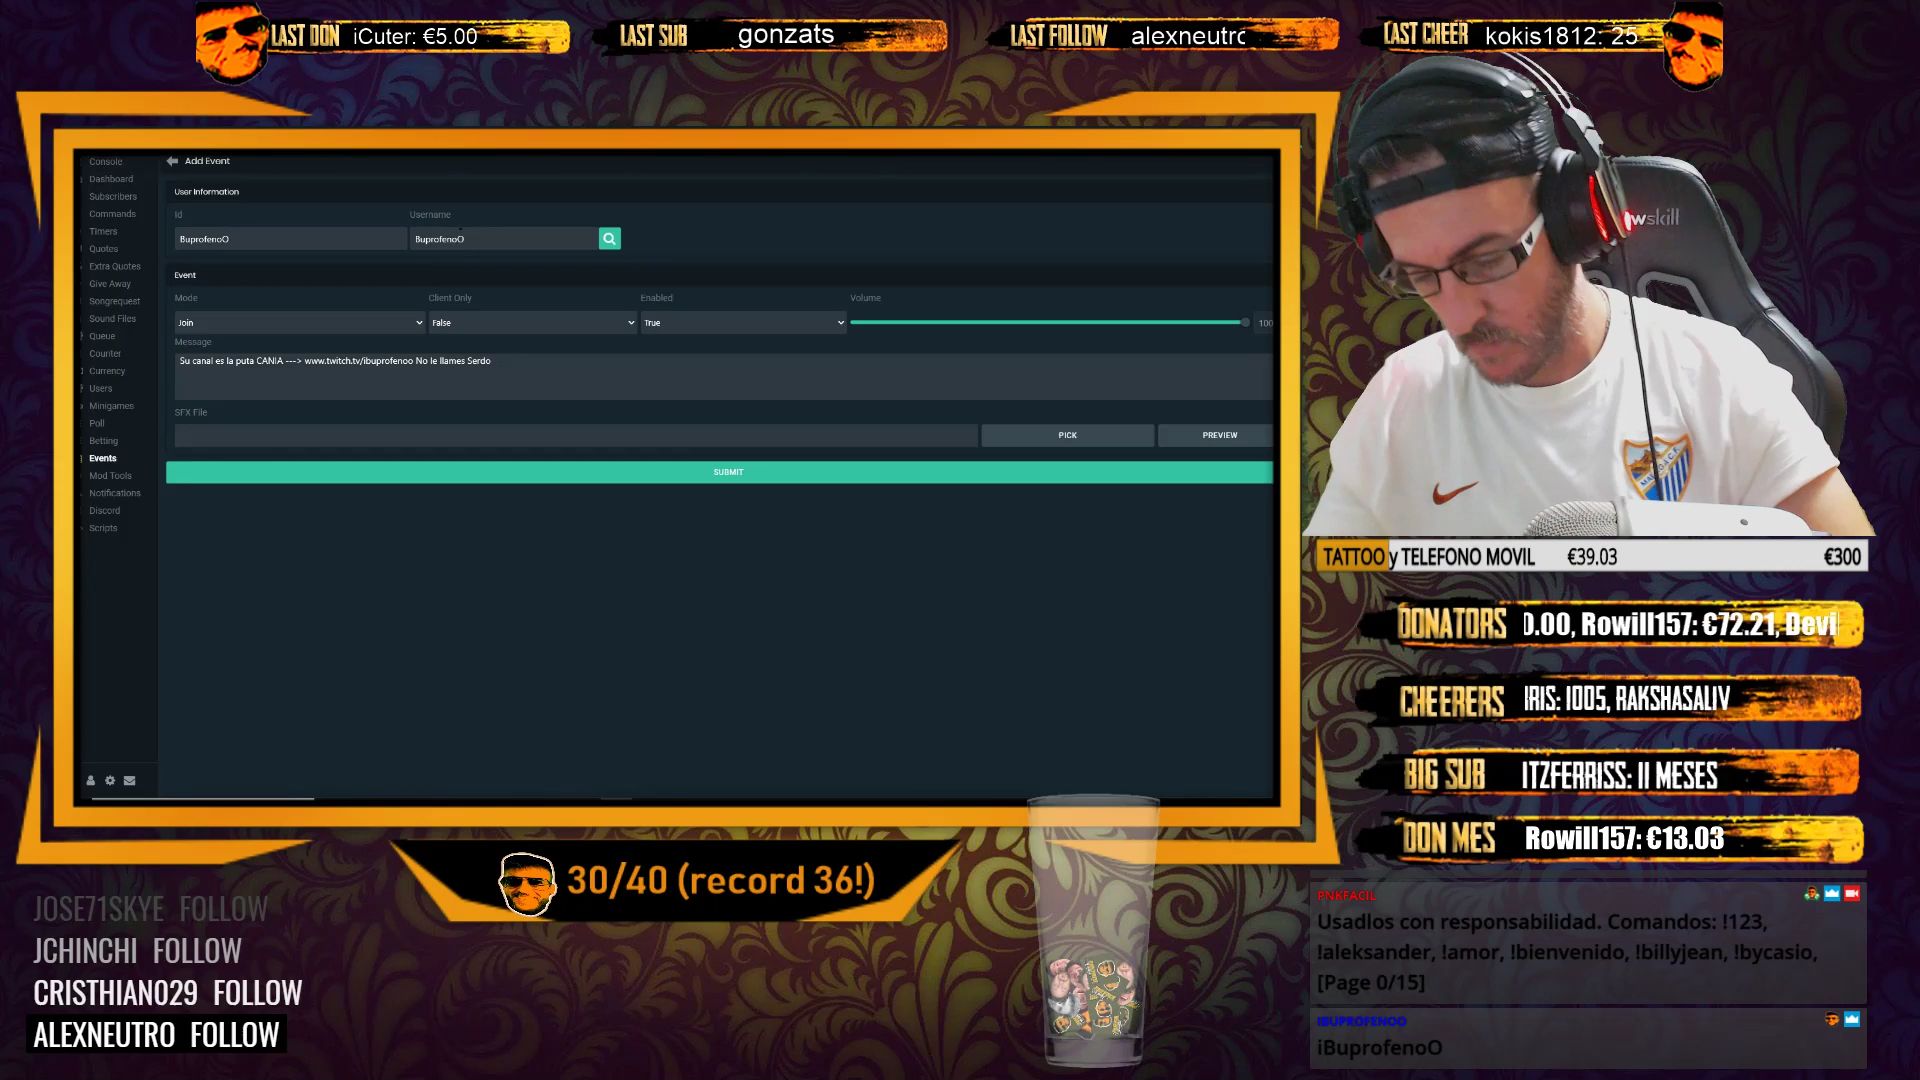 LAST DON iCuter: €5.00
LAST SUB gonzats
LAST FOLLOW alexneutro
LAST CHEER kokis1812: 25
Console
Dashboard
Subscribers
Commands
Timers
Quotes
Extra Quotes
Give Away
Songrequest
Sound Files
Queue
Counter
Currency
Users
Minigames
Poll
Betting
Events
Mod Tools
Notifications
Discord
Scripts
Add Event
User Information
Id
Username
BuprofenoO
BuprofenoO
Event
Mode
Client Only
Enabled
Volume
Join
False
True
100
Message
Su canal es la puta CANIA ---> www.twitch.tv/ibuprofenoo No le llames Serdo
SFX File
PICK
PREVIEW
SUBMIT
wskill
TATTOO y TELEFONO MOVIL €39.03 €300
DONATORS 0.00, Rowill157: €72.21, Devi
CHEERERS IRIS: 1005, RAKSHASALIV
BIG SUB ITZFERRISS: 11 MESES
DON MES Rowill157: €13.03
30/40 (record 36!)
JOSE71SKYE FOLLOW
JCHINCHI FOLLOW
CRISTHIANO29 FOLLOW
ALEXNEUTRO FOLLOW
PNKFACIL
Usadlos con responsabilidad. Comandos: !123,
!aleksander, !amor, !bienvenido, !billyjean, !bycasio,
[Page 0/15]
IBUPROFENOO
iBuprofenoO